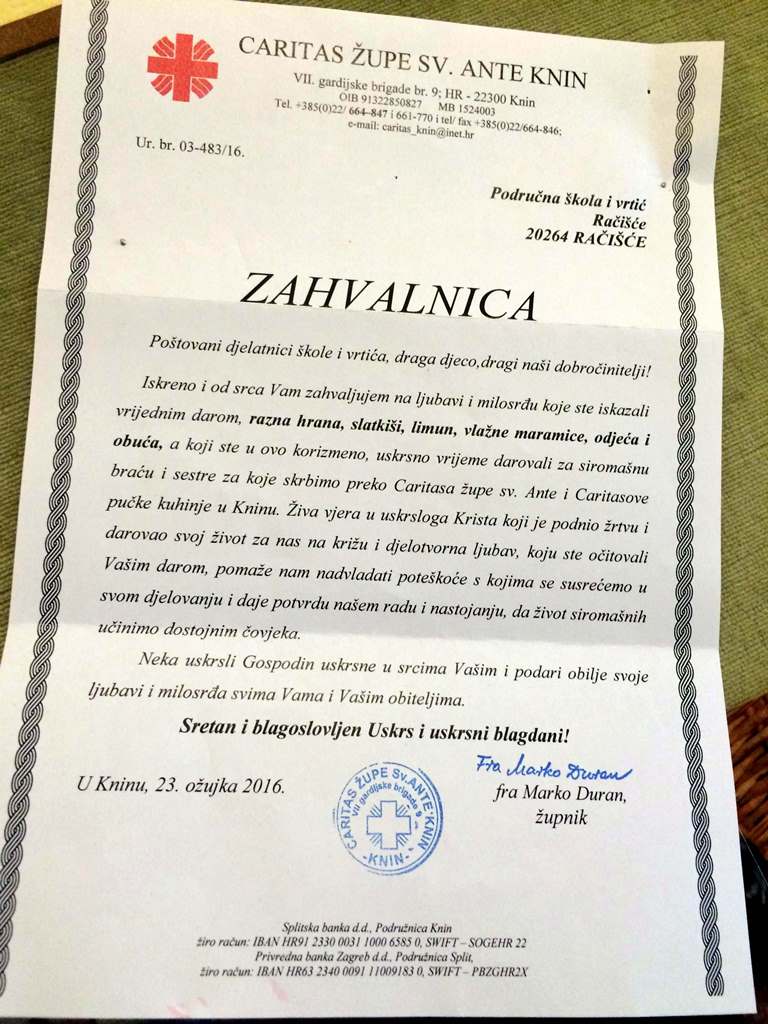 CARITAS ŽUPE SV. ANTE KNIN
VII. gardijske brigade br. 9; HR - 22300 Knin
OIB 91322850827 MB 1524003
Tel. +385(0)22/ 664-847 i 661-770 i tel/ fax +385(0)22/664-846;
e-mail: caritas_knin@inet.hr
Ur. br. 03-483/16.
Područna škola i vrtić
Račišće
20264 RAČIŠĆE
ZAHVALNICA
Poštovani djelatnici škole i vrtića, draga djeco,dragi naši dobročinitelji!
Iskreno i od srca Vam zahvaljujem na ljubavi i milosrđu koje ste iskazali
vrijednim darom, razna hrana, slatkiši, limun, vlažne maramice, odjeća i
obuća, a koji ste u ovo korizmeno, uskrsno vrijeme darovali za siromašnu
braću i sestre za koje skrbimo preko Caritasa župe sv. Ante i Caritasove
pučke kuhinje u Kninu. Živa vjera u uskrsloga Krista koji je podnio žrtvu i
darovao svoj život za nas na križu i djelotvorna ljubav, koju ste očitovali
Vašim darom, pomaže nam nadvladati poteškoće s kojima se susrećemo u
svom djelovanju i daje potvrdu našem radu i nastojanju, da život siromašnih
učinimo dostojnim čovjeka.
Neka uskrsli Gospodin uskrsne u srcima Vašim i podari obilje svoje
ljubavi i milosrđa svima Vama i Vašim obiteljima.
Sretan i blagoslovljen Uskrs i uskrsni blagdani!
U Kninu, 23. ožujka 2016.
CARITAS ŽUPE SV. ANTE KNIN
VII gardijske brigade 9
-KNIN-
Fra Marko Duran
fra Marko Duran,
župnik
Splitska banka d.d., Podružnica Knin
žiro račun: IBAN HR91 2330 0031 1000 6585 0, SWIFT – SOGEHR 22
Privredna banka Zagreb d.d., Podružnica Split,
žiro račun: IBAN HR63 2340 0091 11009183 0, SWIFT – PBZGHR2X